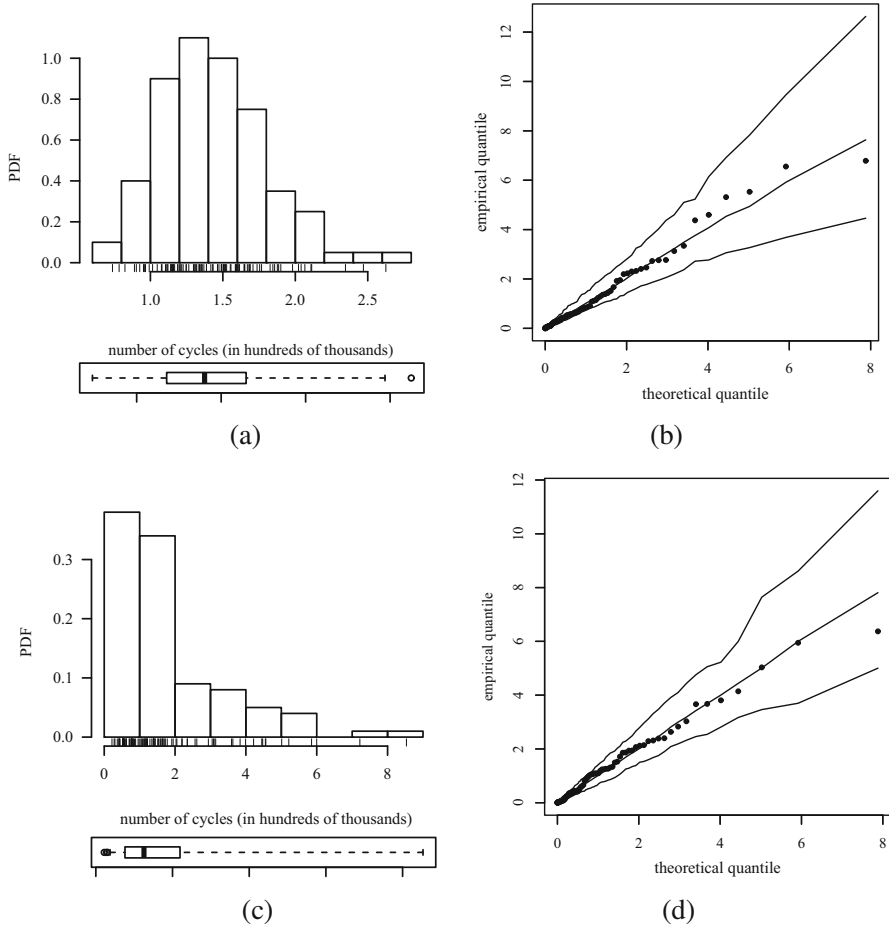 1.0
0.8
0.6
0.4
0.2
0.0
PDF
1.0 1.5 2.0 2.5
number of cycles (in hundreds of thousands)
(a)
12
10
8
6
4
2
0
empirical quantile
0 2 4 6 8
theoretical quantile
(b)
0.3
0.2
0.1
0.0
PDF
0 2 4 6 8
number of cycles (in hundreds of thousands)
(c)
12
10
8
6
4
2
0
empirical quantile
0 2 4 6 8
theoretical quantile
(d)